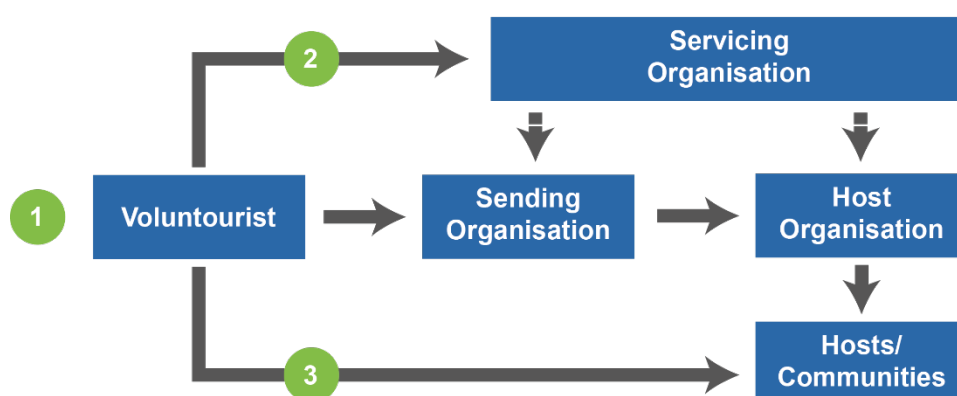 2
Servicing
Organisation
1
Voluntourist
Sending
Organisation
Host
Organisation
3
Hosts/
Communities